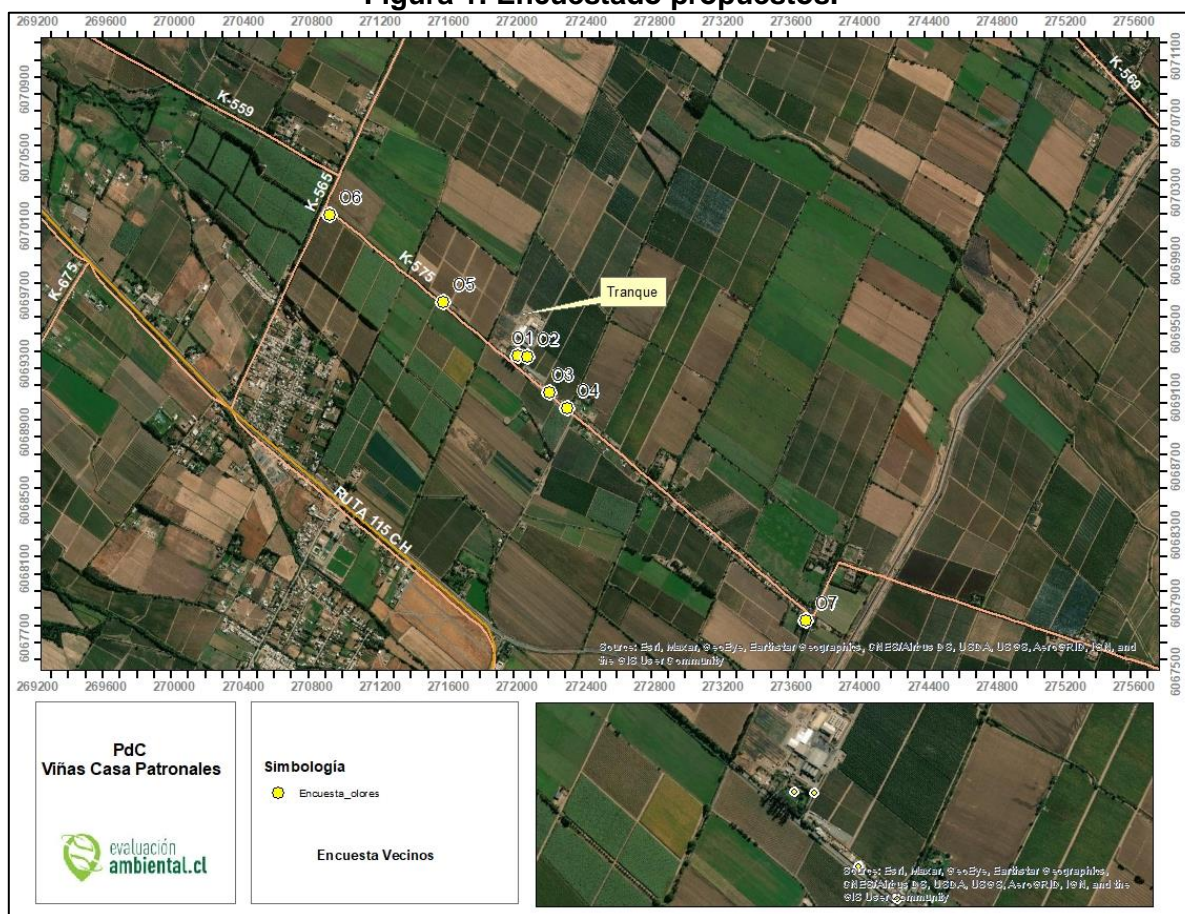 Figura 1. Encuestado propuestos.
269200 269600 270000 270400 270800 271200 271600 272000 272400 272800 273200 273600 274000 274400 274800 275200 275600
6070900
6070500
6070100
6069700
6069300
6068900
6068500
6068100
6067700
6071100
6070700
6070300
6069900
6069500
6069100
6068700
6068300
6067900
6067500
K-569
K-559
K-565
O6
K-575
O5
K-675
Tranque
O1 O2
O3
O4
RUTA 115 CH
O7
Source: Esri, Maxar, GeoEye, Earthstar Geographics, CNES/Airbus DS, USDA, USGS, AeroGRID, IGN, and
the GIS User Community
269200 269600 270000 270400 270800 271200 271600 272000 272400 272800 273200 273600 274000 274400 274800 275200 275600
PdC
Viñas Casa Patronales
evaluación
ambiental.cl
Simbología
Encuesta_olores
Encuesta Vecinos
Source: Esri, Maxar, GeoEye, Earthstar Geographics,
CNES/Airbus DS, USDA, USGS, AeroGRID, IGN, and the
GIS User Community